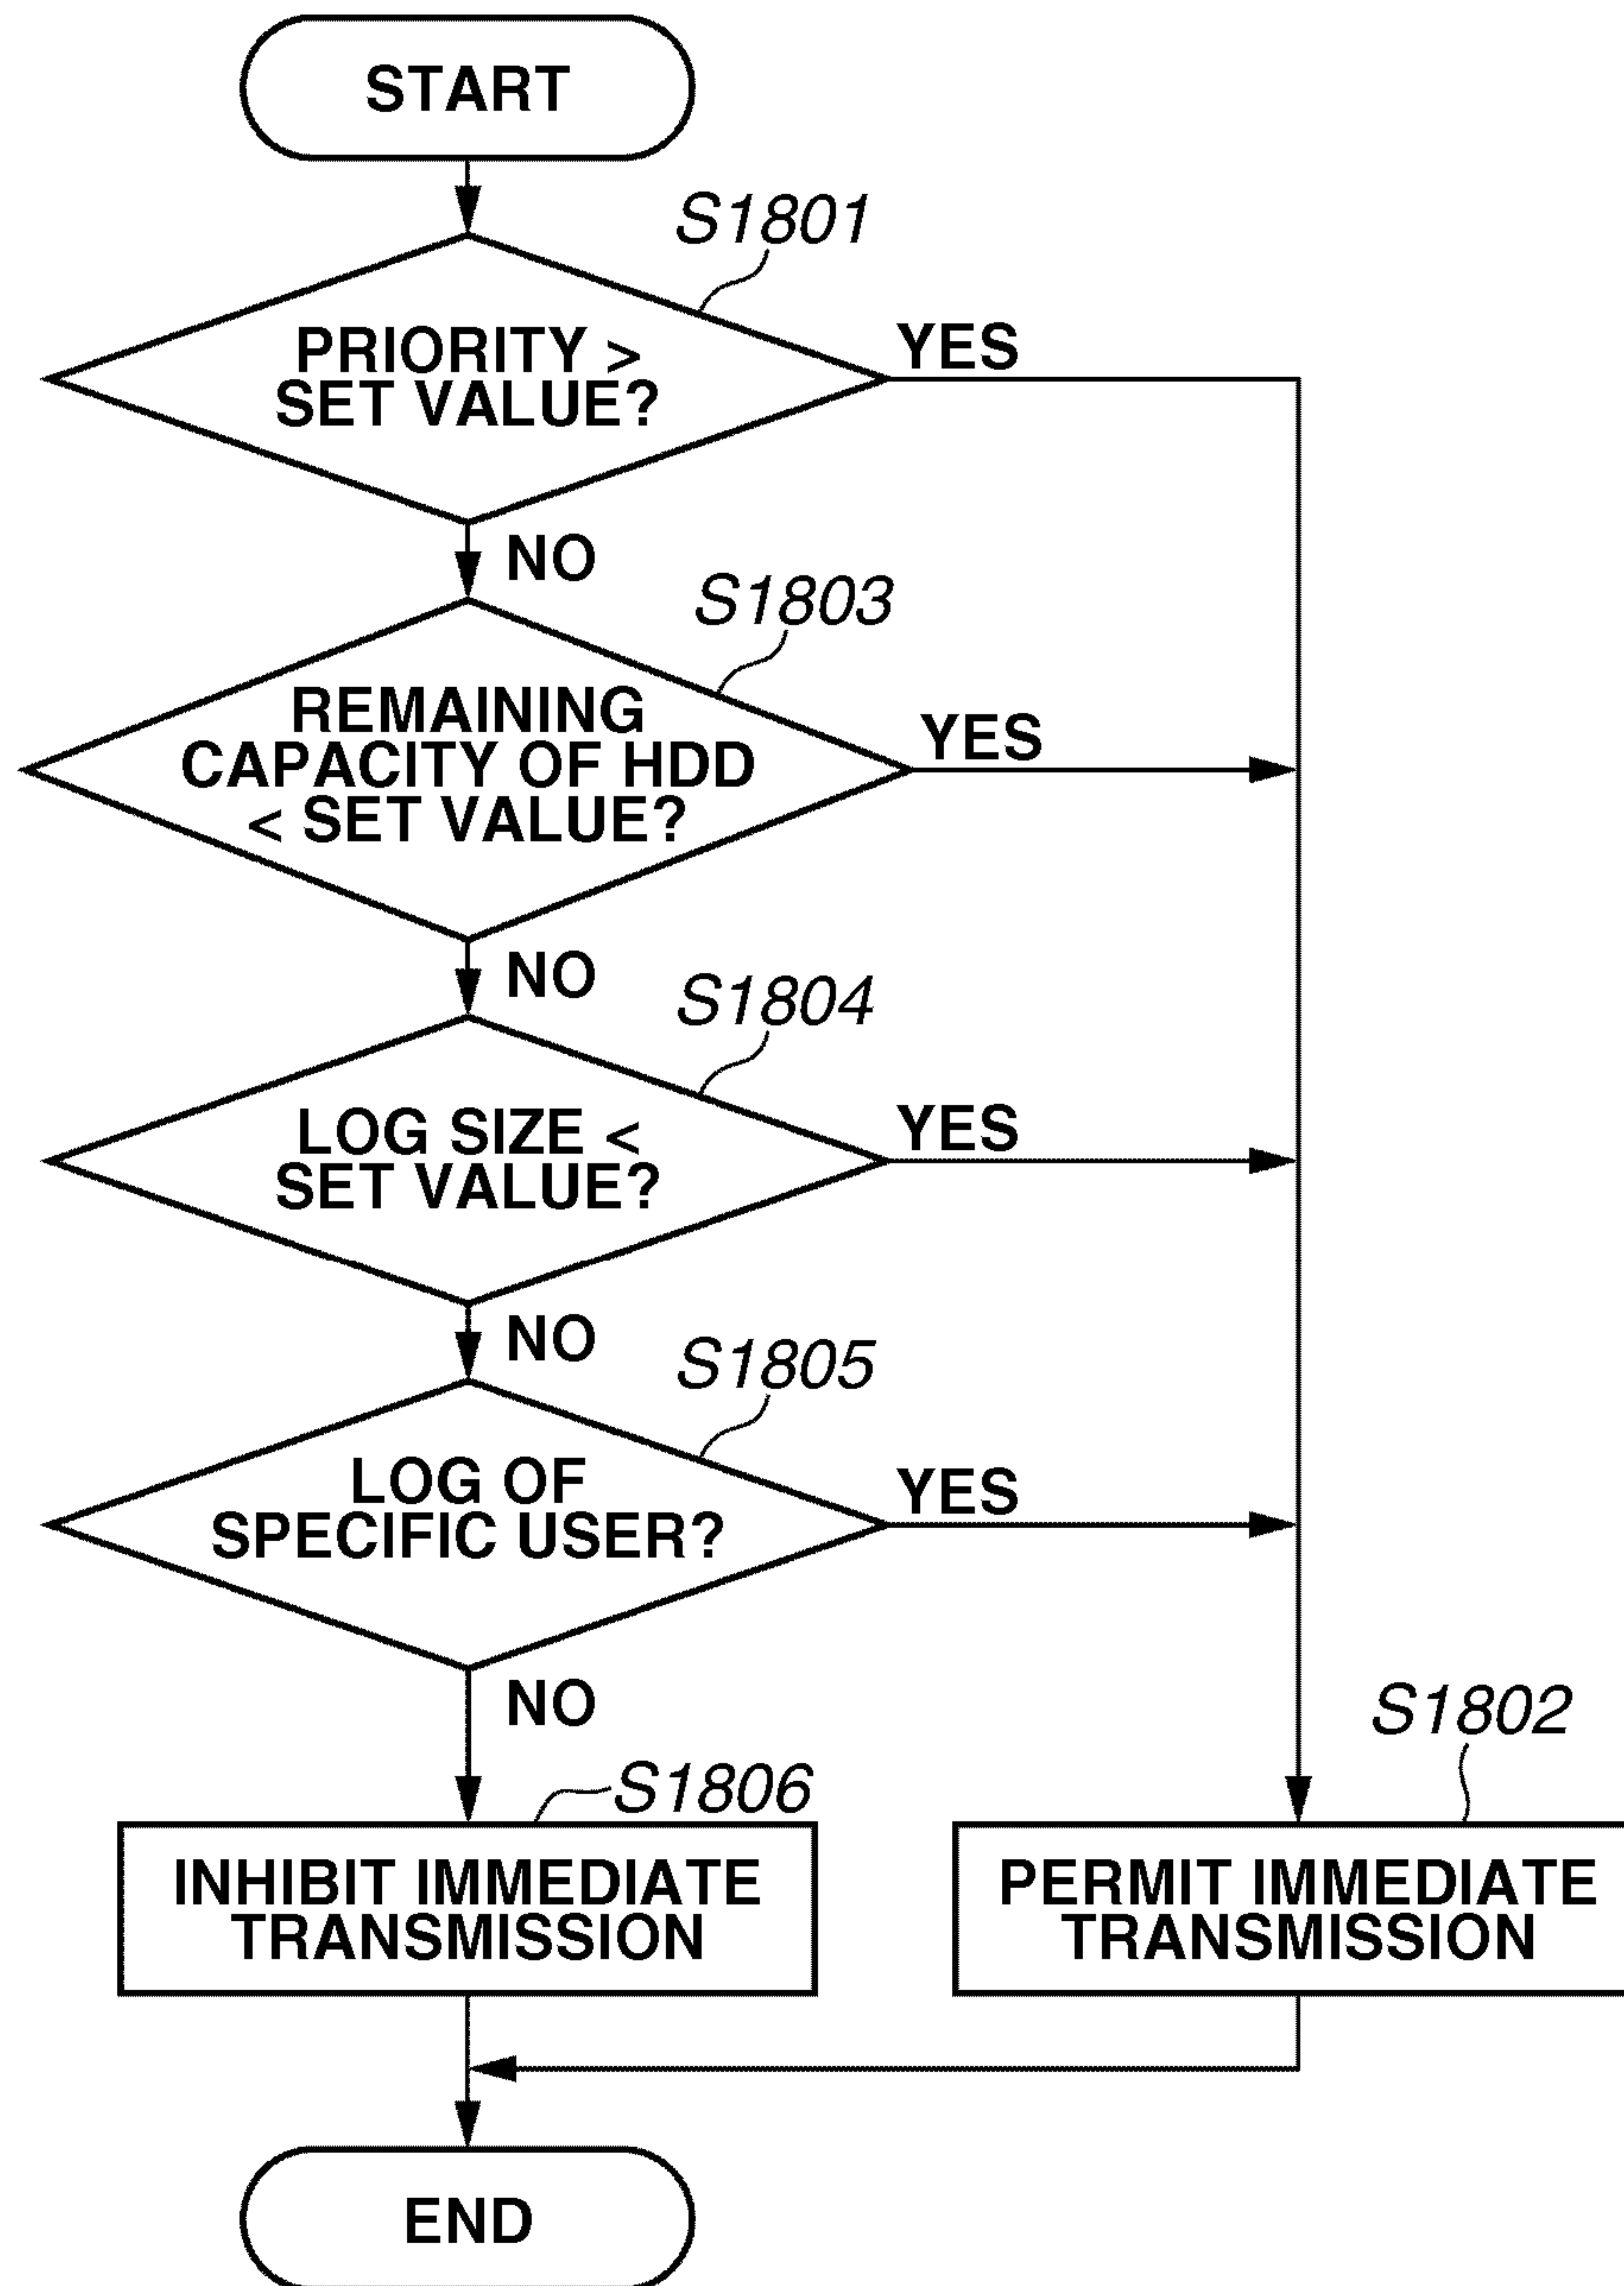 START
S1801
PRIORITY >
SET VALUE?
YES
NO
S1803
REMAINING
CAPACITY OF HDD
< SET VALUE?
YES
NO
S1804
LOG SIZE <
SET VALUE?
YES
NO
S1805
LOG OF
SPECIFIC USER?
YES
NO
S1806
INHIBIT IMMEDIATE
TRANSMISSION
S1802
PERMIT IMMEDIATE
TRANSMISSION
END